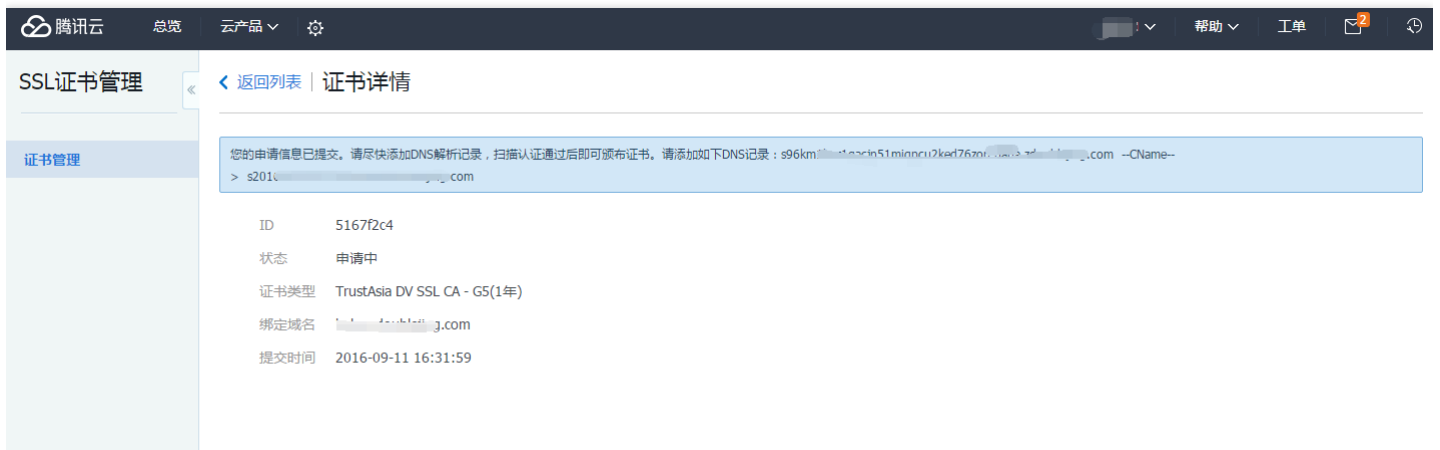 腾讯云 总览 云产品 帮助 工单 2
SSL证书管理 « 返回列表 证书详情
证书管理
您的申请信息已提交。请尽快添加DNS解析记录,扫描认证通过后即可颁布证书。请添加如下DNS记录:s96km .com --CName--
> s201 .com
ID 5167f2c4
状态 申请中
证书类型 TrustAsia DV SSL CA - G5(1年)
绑定域名 g.com
提交时间 2016-09-11 16:31:59